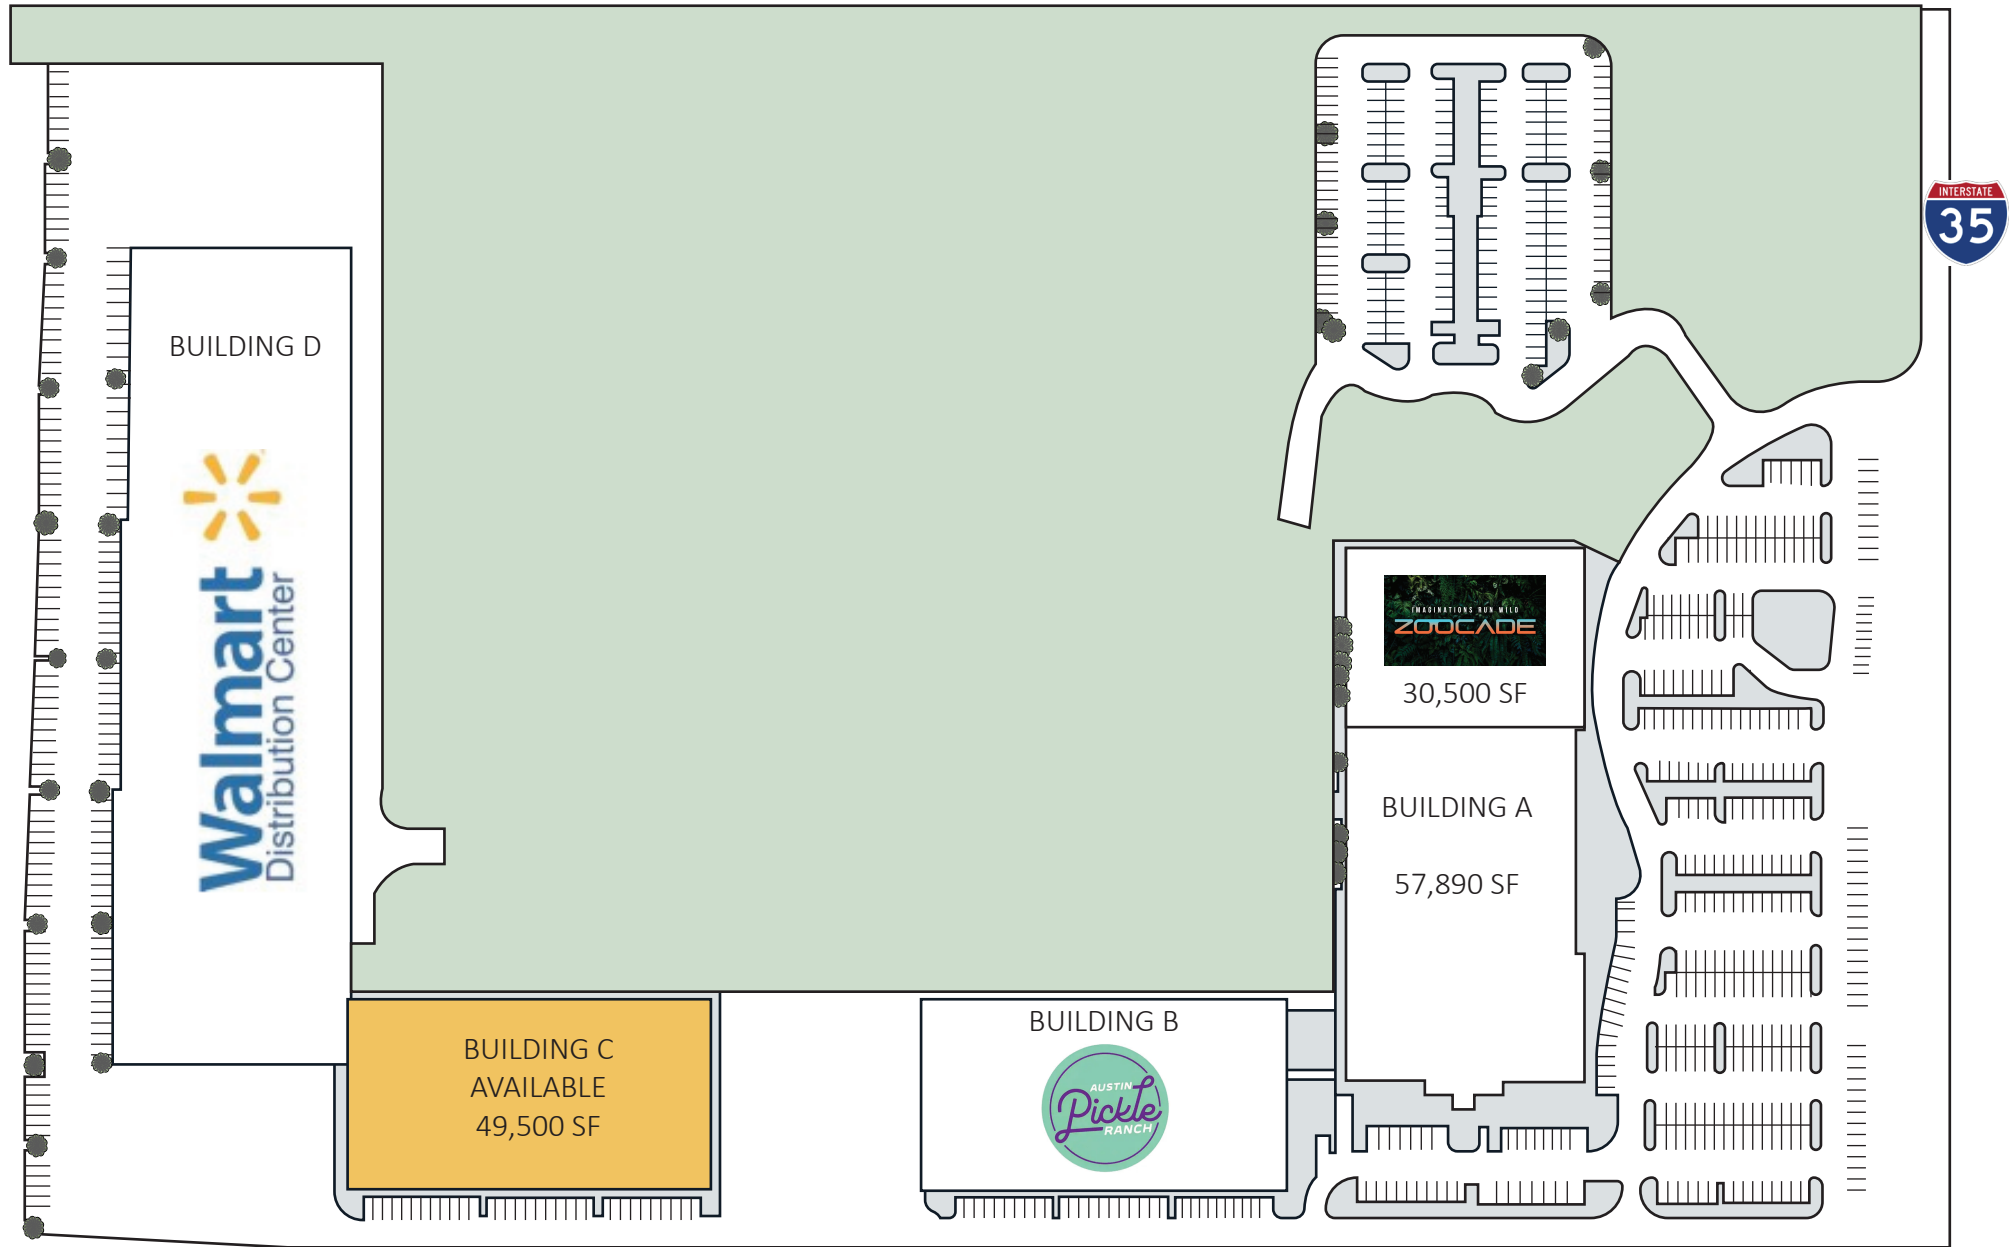 INTERSTATE
35
BUILDING D
Walmart
Distribution Center
IMAGINATIONS RUN WILD
ZOOCADE
30,500 SF
BUILDING A
57,890 SF
BUILDING C
AVAILABLE
49,500 SF
BUILDING B
AUSTIN
Pickle
RANCH